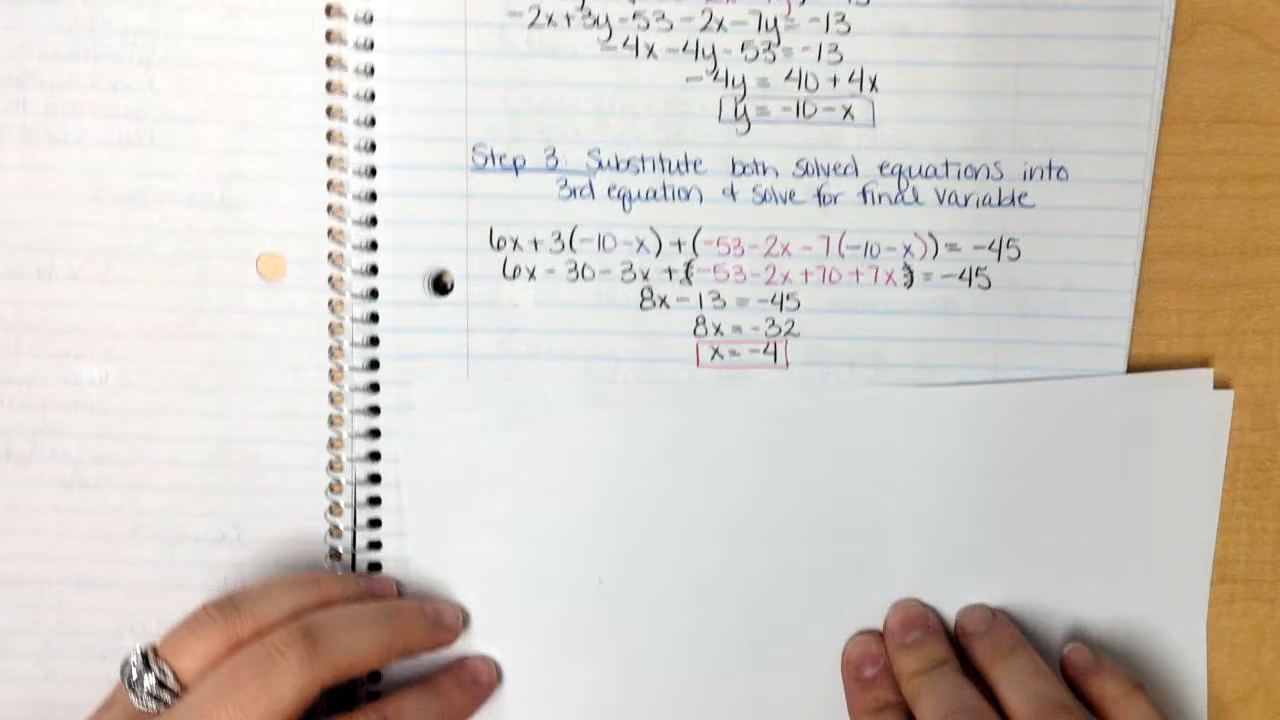 -2x+3y-53-2x-7y=-13
-4x-4y-53=-13
-4y=40+4x
y=-10-x
Step 3: Substitute both solved equations into
3rd equation & solve for final variable
6x+3(-10-x)+(-53-2x-7(-10-x))=-45
6x-30-3x+(-53-2x+70+7x)=-45
8x-13=-45
8x=-32
x=-4